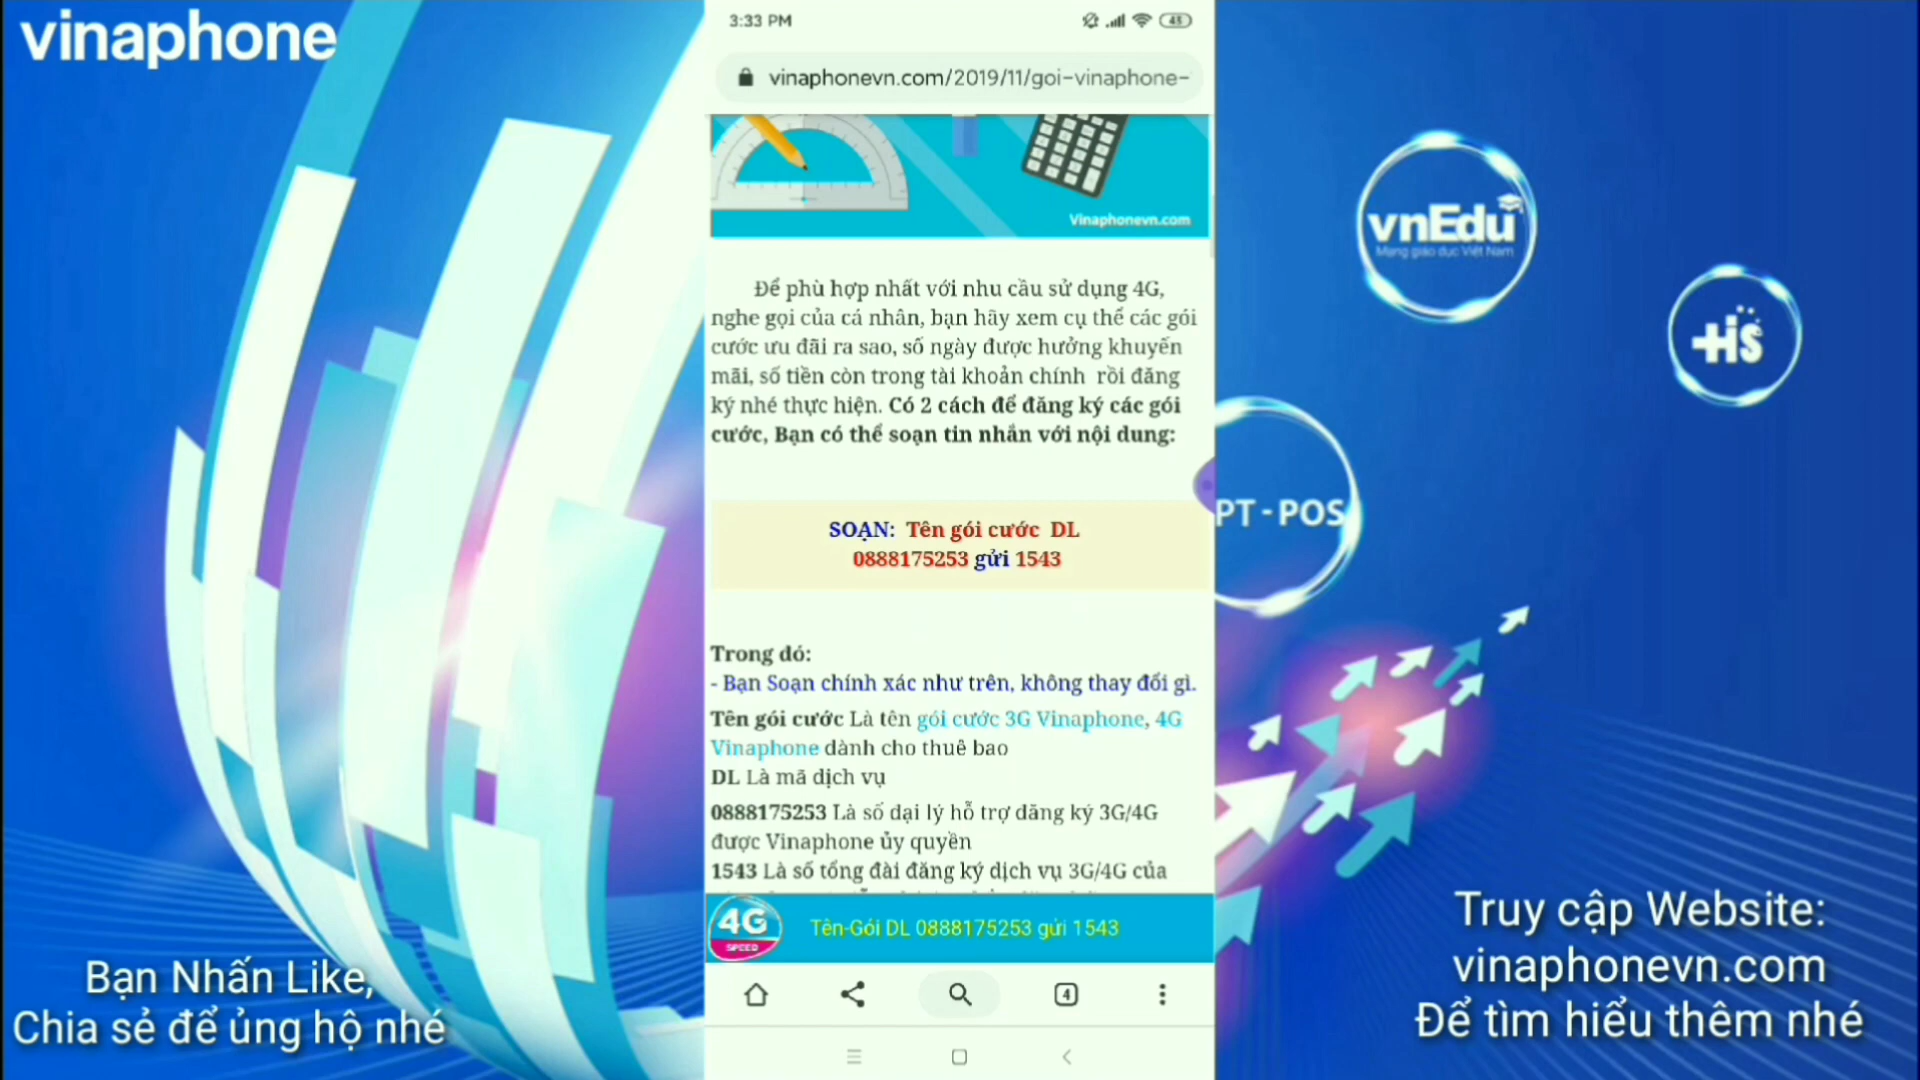 vinaphone
3:33 PM
45
vinaphonevn.com/2019/11/goi-vinaphone-
Vinaphonevn.com
Để phù hợp nhất với nhu cầu sử dụng 4G,
nghe gọi của cá nhân, bạn hãy xem cụ thể các gói
cước ưu đãi ra sao, số ngày được hưởng khuyến
mãi, số tiền còn trong tài khoản chính rồi đăng
ký nhé thực hiện. Có 2 cách để đăng ký các gói
cước, Bạn có thể soạn tin nhắn với nội dung:
SOẠN: Tên gói cước DL
0888175253 gửi 1543
Trong đó:
- Bạn Soạn chính xác như trên, không thay đổi gì.
Tên gói cước Là tên gói cước 3G Vinaphone, 4G
Vinaphone dành cho thuê bao
DL Là mã dịch vụ
0888175253 Là số đại lý hỗ trợ đăng ký 3G/4G
được Vinaphone ủy quyền
1543 Là số tổng đài đăng ký dịch vụ 3G/4G của
4G
SPEED
Tên-Gói DL 0888175253 gửi 1543
4
vnEdu
Mạng giáo dục Việt Nam
HiS
PT-POS
Bạn Nhấn Like,
Chia sẻ để ủng hộ nhé
Truy cập Website:
vinaphonevn.com
Để tìm hiểu thêm nhé